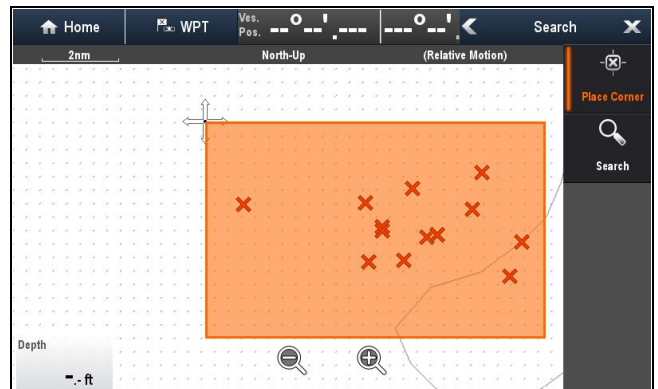 Home
WPT
Ves.
Pos.
--°--'.---
---°--'.
Search
2nm
North-Up
(Relative Motion)
Place Corner
Search
Depth
-.- ft